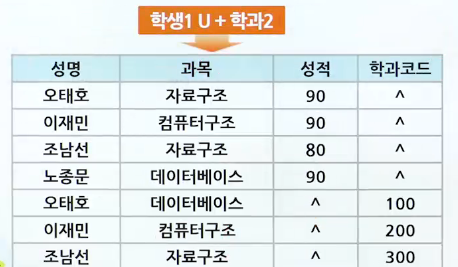 학생1 U + 학과2
성명 과목 성적 학과코드
오태호 자료구조 90 ^
이재민 컴퓨터구조 90 ^
조남선 자료구조 80 ^
노종문 데이터베이스 90 ^
오태호 데이터베이스 ^ 100
이재민 컴퓨터구조 ^ 200
조남선 자료구조 ^ 300